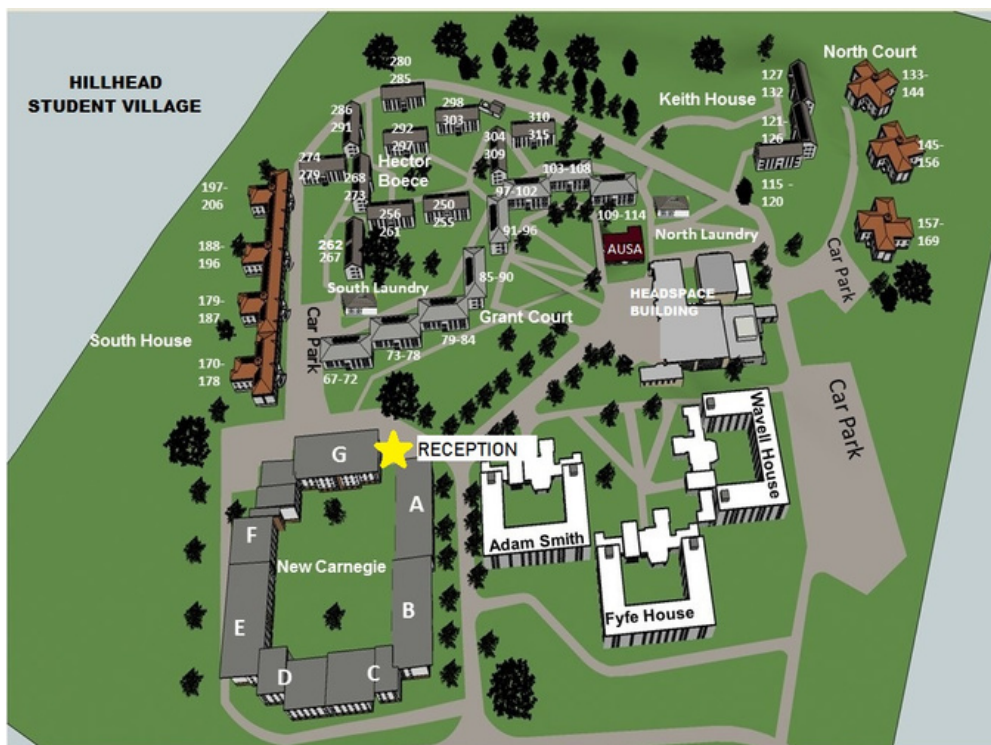 HILLHEAD
STUDENT VILLAGE
280
285
North Court
127
132
133-
144
Keith House
286
291
298
303
310
315
121-
126
292
297
304
309
145-
156
Hector
Boece
274
279
268
273
103-108
197-
206
97-102
115 -
120
250
255
256
261
109-114
157-
169
91-96
North Laundry
AUSA
262
267
188-
196
85-90
South Laundry
HEADSPACE
BUILDING
Car Park
179-
187
Grant Court
South House
Car Park
79-84
73-78
67-72
170-
178
Car Park
Wavell House
G
RECEPTION
A
F
Adam Smith
New Carnegie
B
Fyfe House
E
D
C